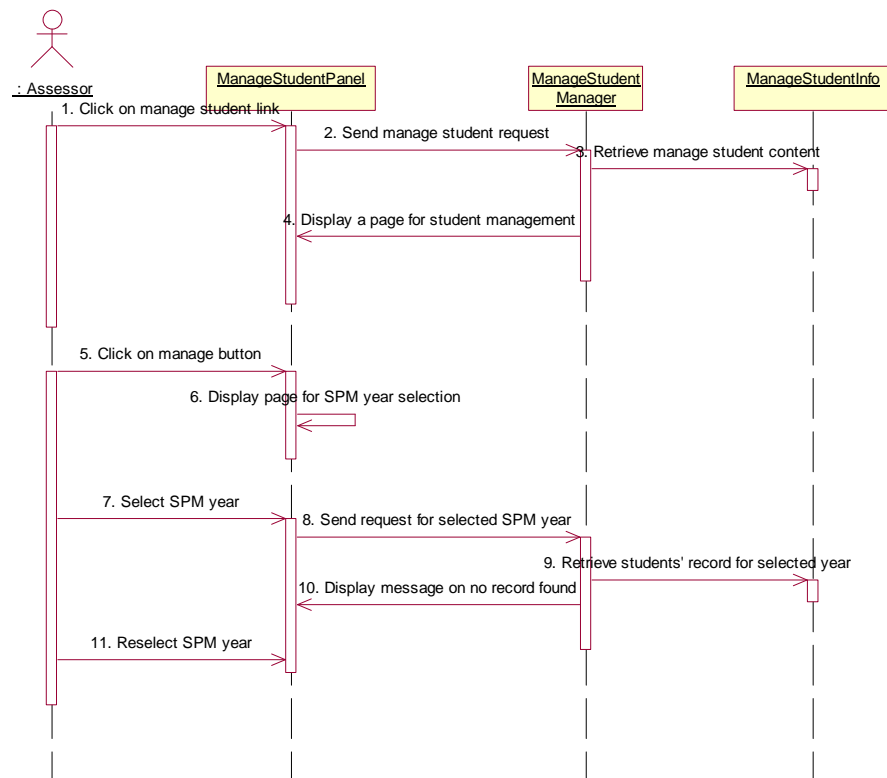 : Assessor
ManageStudentPanel
ManageStudent
Manager
ManageStudentInfo
1. Click on manage student link
2. Send manage student request
3. Retrieve manage student content
4. Display a page for student management
5. Click on manage button
6. Display page for SPM year selection
7. Select SPM year
8. Send request for selected SPM year
9. Retrieve students' record for selected year
10. Display message on no record found
11. Reselect SPM year